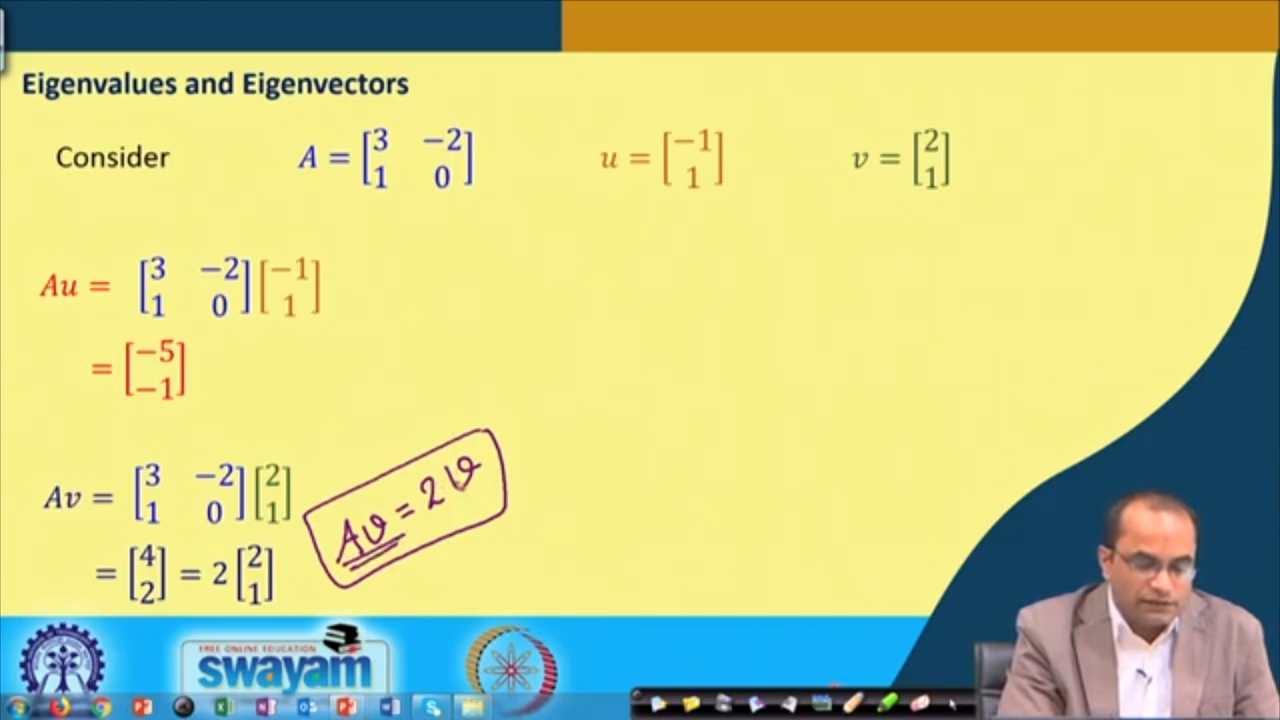 Eigenvalues and Eigenvectors
Consider A = [3 −2; 1 0] u = [−1; 1] v = [2; 1]
Au = [3 −2; 1 0] [−1; 1]
= [−5; −1]
Av = [3 −2; 1 0] [2; 1]
= [4; 2] = 2 [2; 1]
Av = 2v
FREE ONLINE EDUCATION
swayam